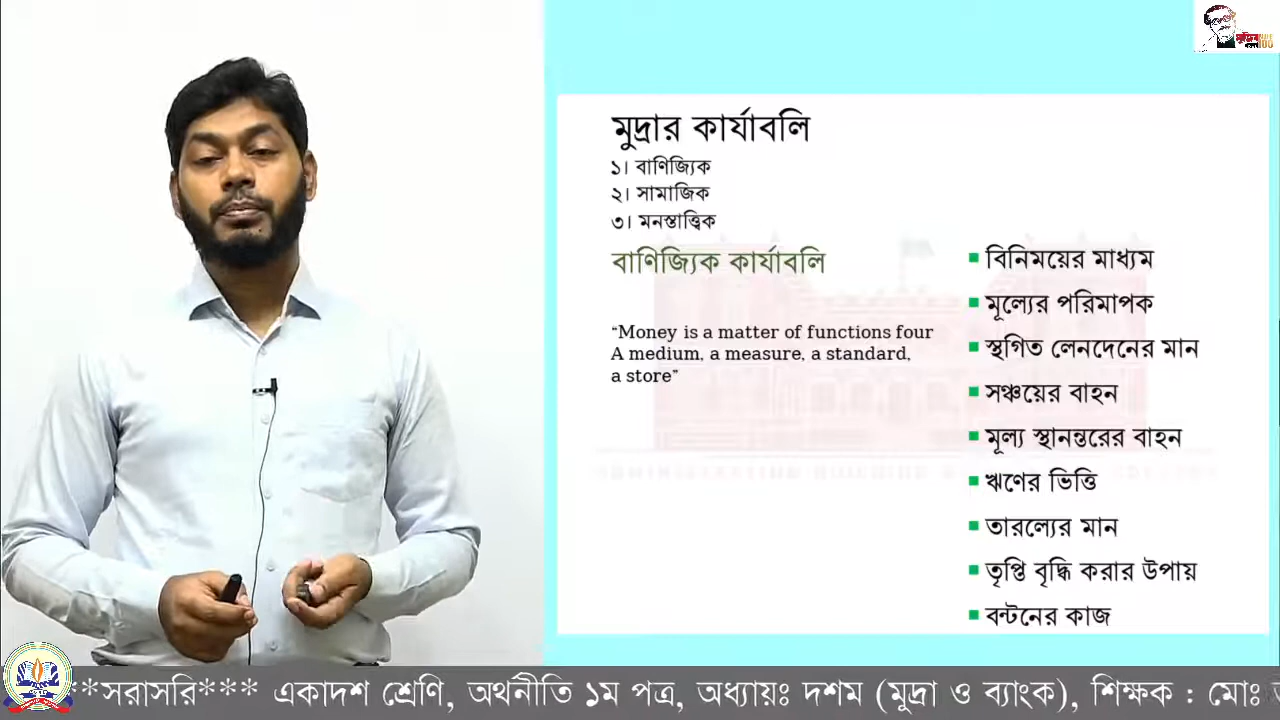 মুদ্রার কার্যাবলি
১। বাণিজ্যিক
২। সামাজিক
৩। মনস্তাত্ত্বিক
বাণিজ্যিক কার্যাবলি
“Money is a matter of functions four
A medium, a measure, a standard,
a store”
বিনিময়ের মাধ্যম
মূল্যের পরিমাপক
স্থগিত লেনদেনের মান
সঞ্চয়ের বাহন
মূল্য স্থানন্তরের বাহন
ঋণের ভিত্তি
তারল্যের মান
তৃপ্তি বৃদ্ধি করার উপায়
বন্টনের কাজ
**সরাসরি*** একাদশ শ্রেণি, অর্থনীতি ১ম পত্র, অধ্যায়ঃ দশম (মুদ্রা ও ব্যাংক), শিক্ষক : মোঃ